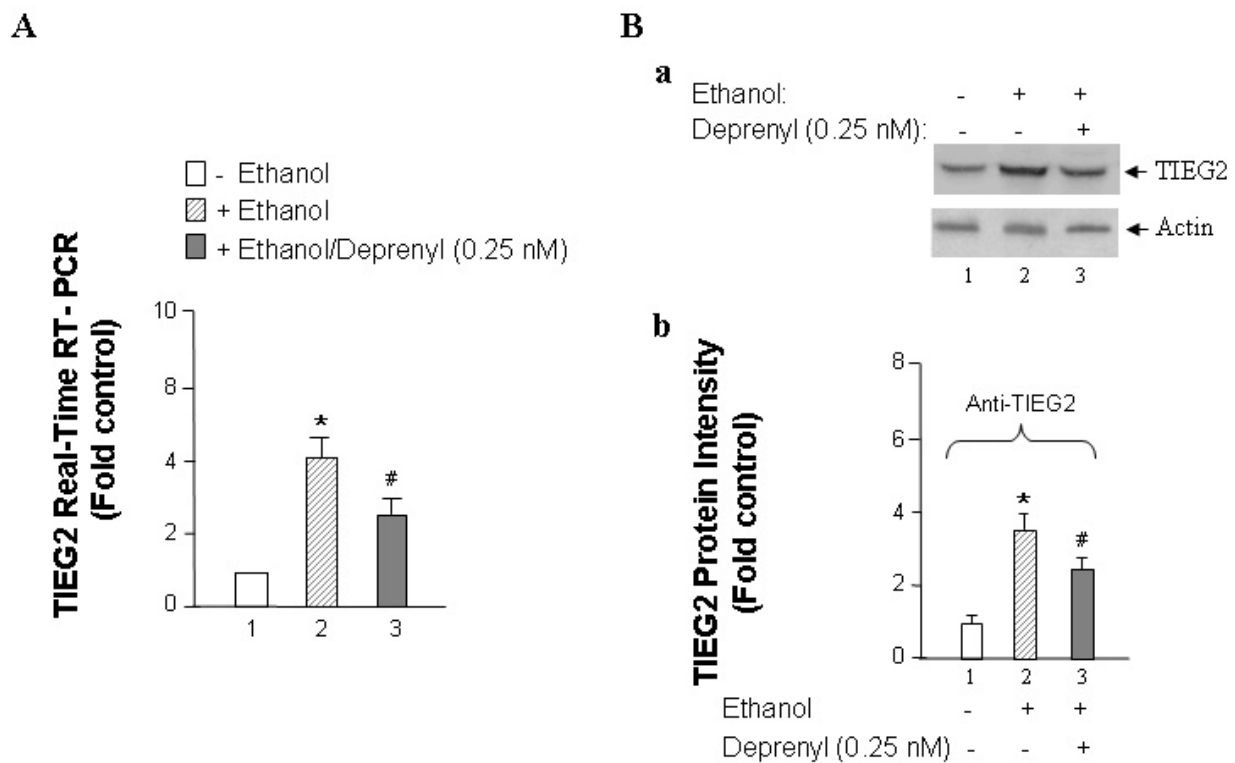 A
- Ethanol
+ Ethanol
+ Ethanol/Deprenyl (0.25 nM)
TIEG2 Real-Time RT- PCR
(Fold control)
10
8
4
2
0
*
#
1 2 3
B
a
Ethanol: - + +
Deprenyl (0.25 nM): - - +
TIEG2
Actin
1 2 3
b
TIEG2 Protein Intensity
(Fold control)
8
6
4
2
0
Anti-TIEG2
*
#
1 2 3
Ethanol - + +
Deprenyl (0.25 nM) - - +